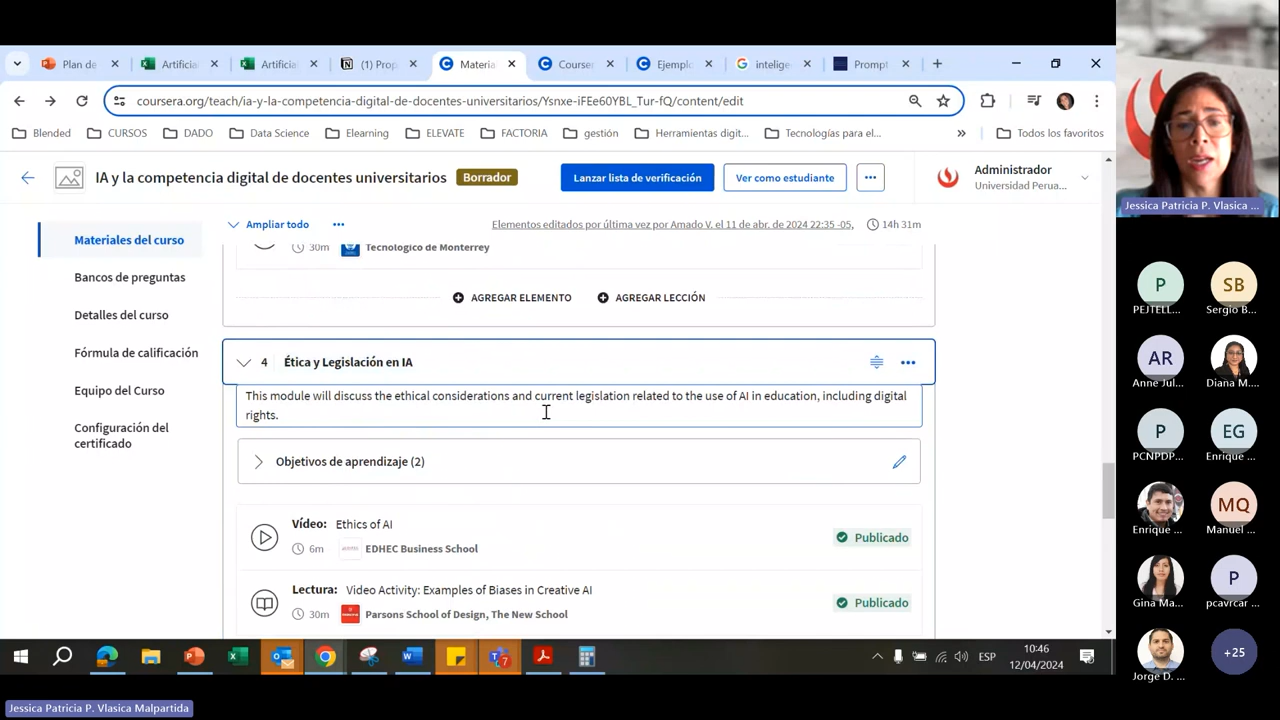 Plan de
Artificial
Artificial
(1) Prop
Materia
Courser
Ejemplo
intelige
Prompt
coursera.org/teach/ia-y-la-competencia-digital-de-docentes-universitarios/Ysnxe-iFEe60YBL_Tur-fQ/content/edit
Blended
CURSOS
DADO
Data Science
Elearning
ELEVATE
FACTORIA
gestión
Herramientas digit...
Tecnologías para el...
»
Todos los favoritos
IA y la competencia digital de docentes universitarios
Borrador
Lanzar lista de verificación
Ver como estudiante
...
Administrador
Universidad Perua...
Ampliar todo
...
Elementos editados por última vez por Amado V. el 11 de abr. de 2024 22:35 -05,
14h 31m
Materiales del curso
Bancos de preguntas
Detalles del curso
Fórmula de calificación
Equipo del Curso
Configuración del
certificado
30m
Tecnológico de Monterrey
AGREGAR ELEMENTO
AGREGAR LECCIÓN
4 Ética y Legislación en IA
This module will discuss the ethical considerations and current legislation related to the use of AI in education, including digital
rights.
Objetivos de aprendizaje (2)
Vídeo: Ethics of AI
6m
EDHEC Business School
Publicado
Lectura: Video Activity: Examples of Biases in Creative AI
30m
Parsons School of Design, The New School
Publicado
ESP
10:46
12/04/2024
Jessica Patricia P. Vlasica ...
P
PEJTELL...
SB
Sergio B...
AR
Anne Jul...
Diana M...
P
PCNPDP...
EG
Enrique ...
Enrique ...
MQ
Manuel ...
Gina Ma...
P
pcavrcar ...
Jorge D. ...
+25
Jessica Patricia P. Vlasica Malpartida